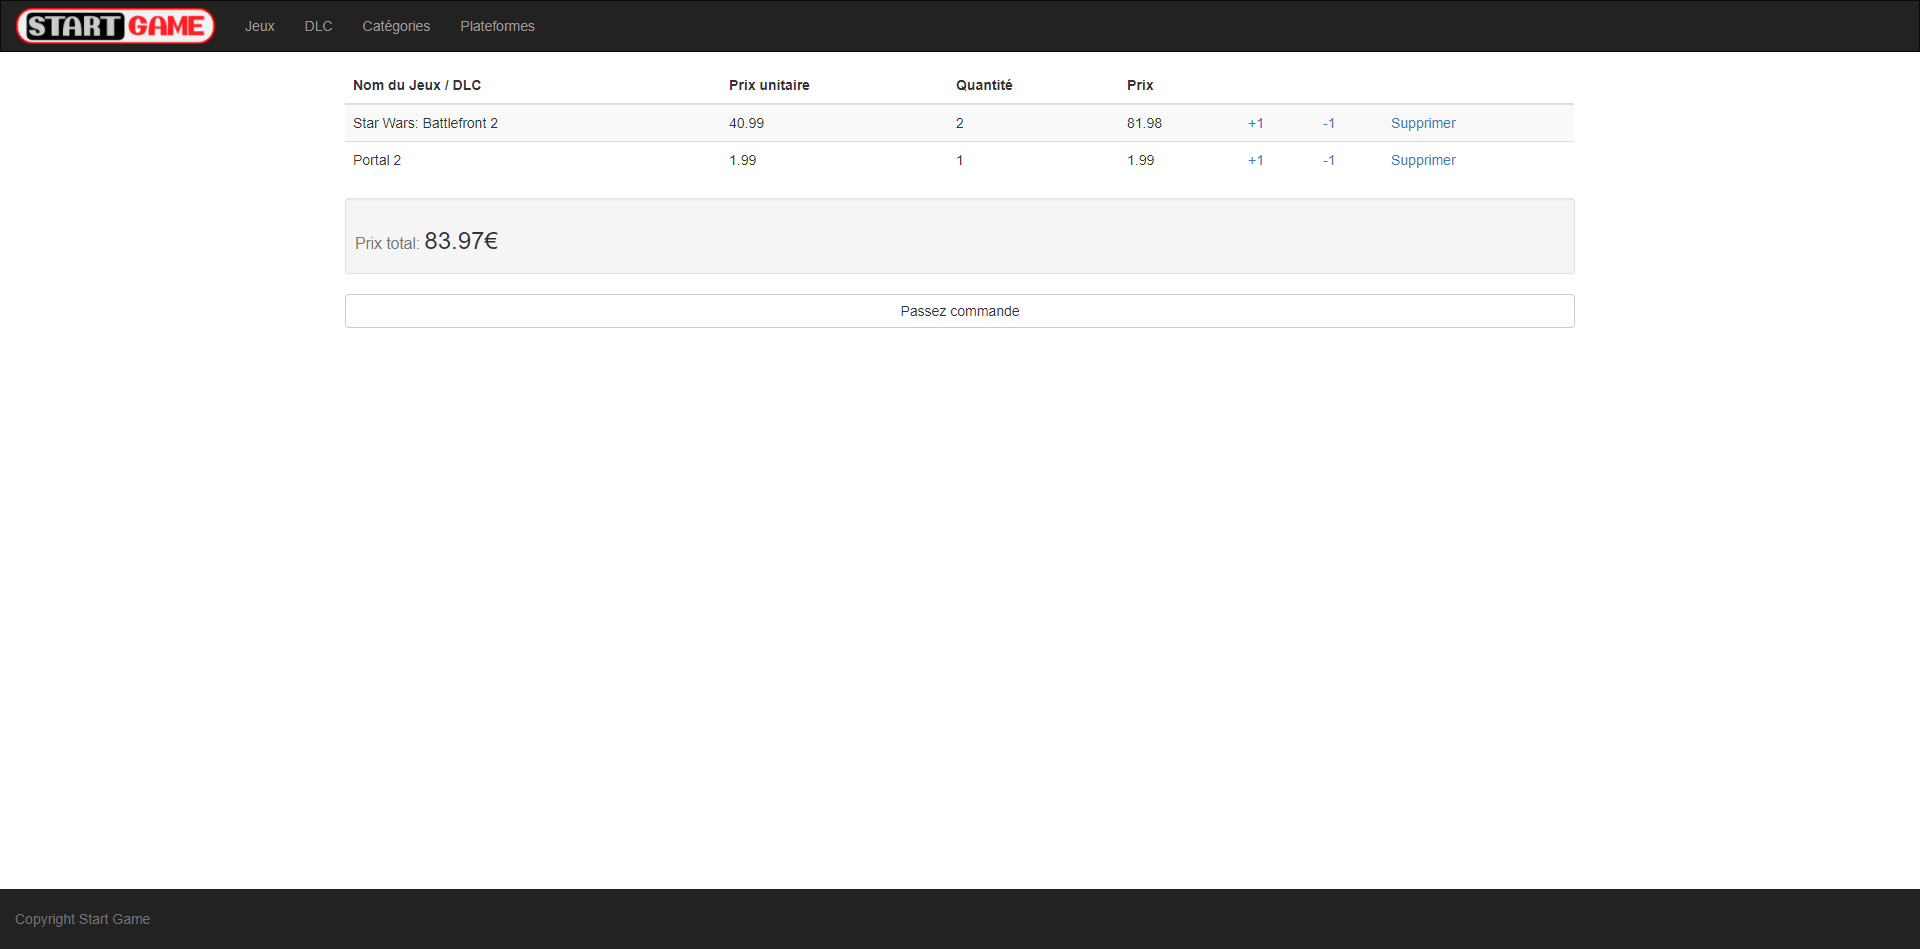 START GAME Jeux DLC Catégories Plateformes
Nom du Jeux / DLC Prix unitaire Quantité Prix
Star Wars: Battlefront 2 40.99 2 81.98 +1 -1 Supprimer
Portal 2 1.99 1 1.99 +1 -1 Supprimer
Prix total: 83.97€
Passez commande
Copyright Start Game